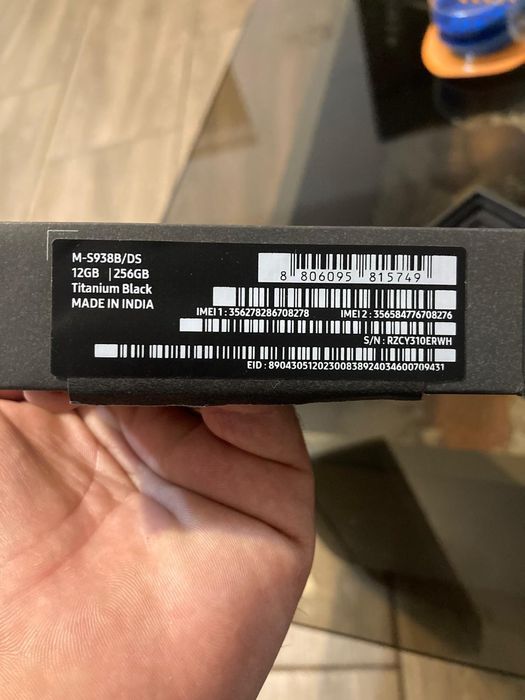 M-S938B/DS
12GB | 256GB
Titanium Black
MADE IN INDIA
8 806095 815749
IMEI 1 : 356278286708278 IMEI 2 : 356584776708276
S/N : RZCY310ERWH
EID : 89043051202300838924034600709431